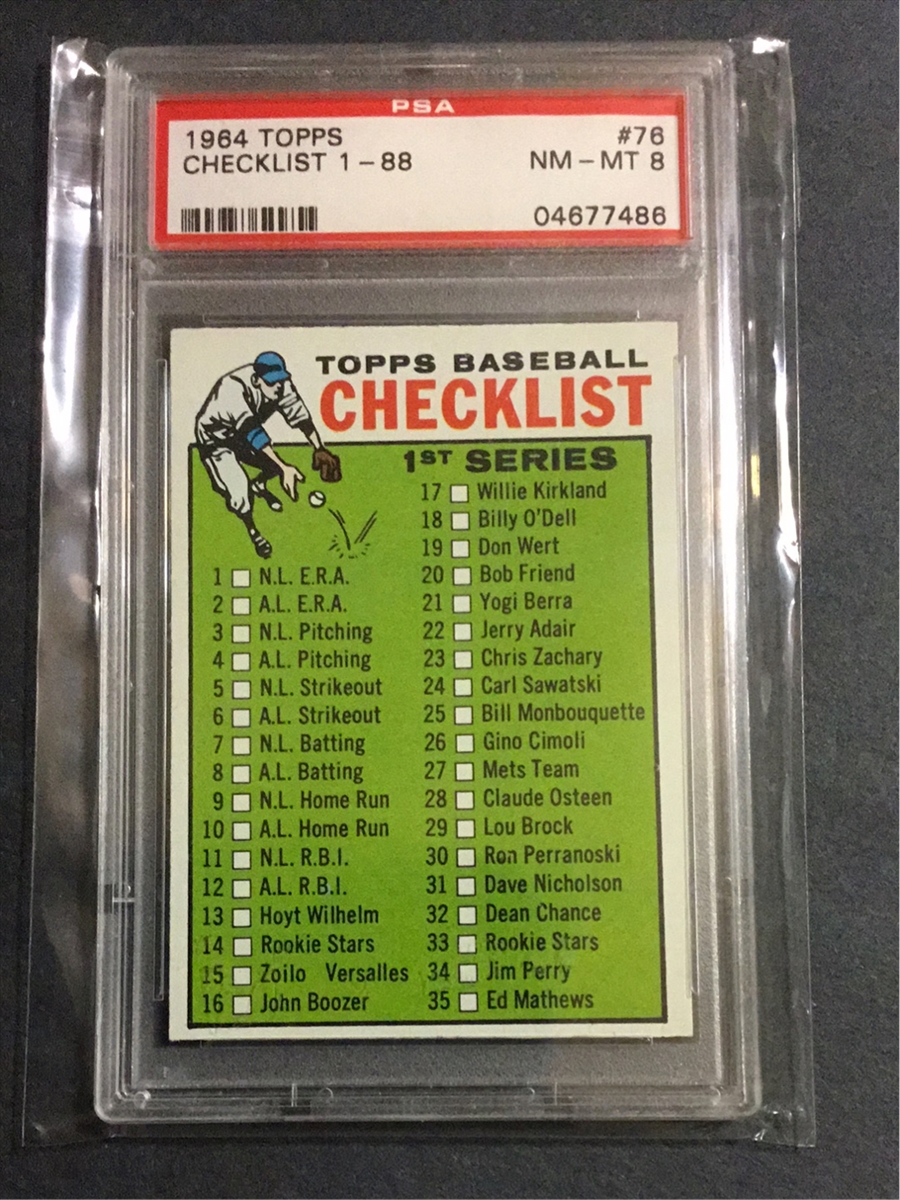 PSA
1964 TOPPS #76
CHECKLIST 1-88 NM-MT 8
04677486
TOPPS BASEBALL
CHECKLIST
1ST SERIES
1 N.L. E.R.A.
2 A.L. E.R.A.
3 N.L. Pitching
4 A.L. Pitching
5 N.L. Strikeout
6 A.L. Strikeout
7 N.L. Batting
8 A.L. Batting
9 N.L. Home Run
10 A.L. Home Run
11 N.L. R.B.I.
12 A.L. R.B.I.
13 Hoyt Wilhelm
14 Rookie Stars
15 Zoilo Versalles
16 John Boozer
17 Willie Kirkland
18 Billy O'Dell
19 Don Wert
20 Bob Friend
21 Yogi Berra
22 Jerry Adair
23 Chris Zachary
24 Carl Sawatski
25 Bill Monbouquette
26 Gino Cimoli
27 Mets Team
28 Claude Osteen
29 Lou Brock
30 Ron Perranoski
31 Dave Nicholson
32 Dean Chance
33 Rookie Stars
34 Jim Perry
35 Ed Mathews